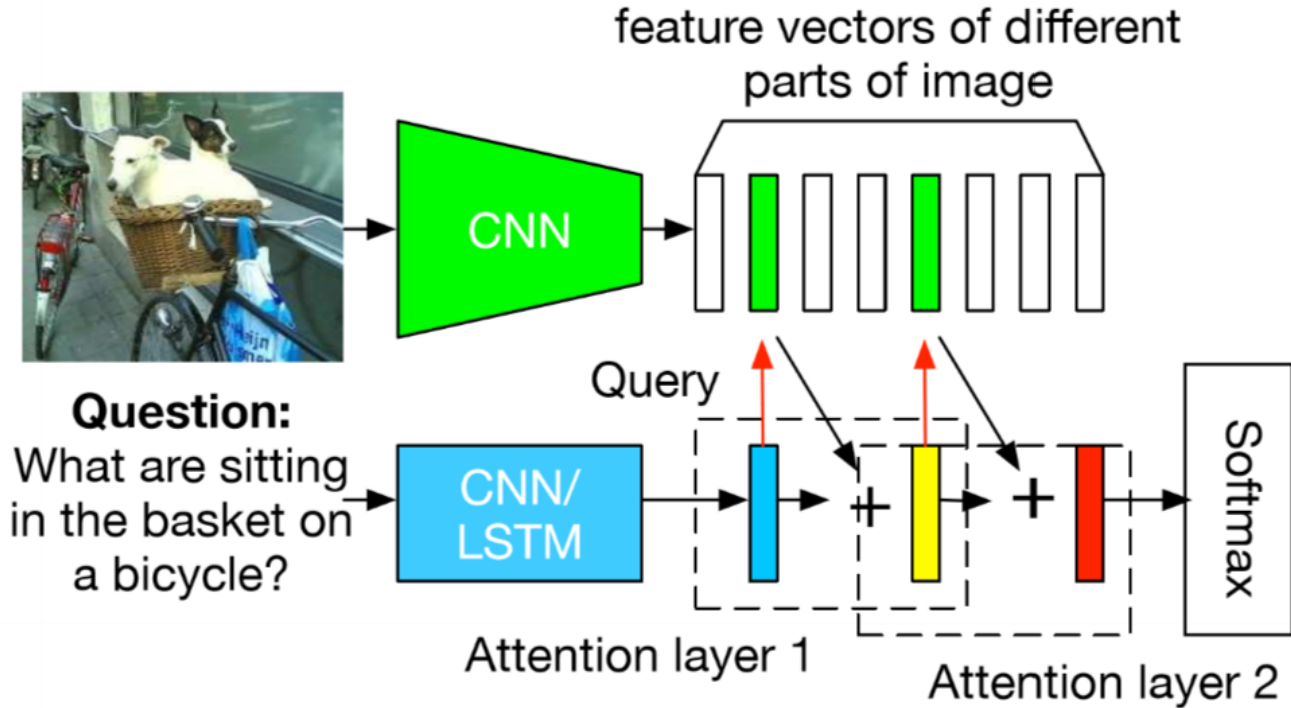 feature vectors of different
parts of image
CNN
Query
Question:
What are sitting
in the basket on
a bicycle?
CNN/
LSTM
+
+
Softmax
Attention layer 1
Attention layer 2